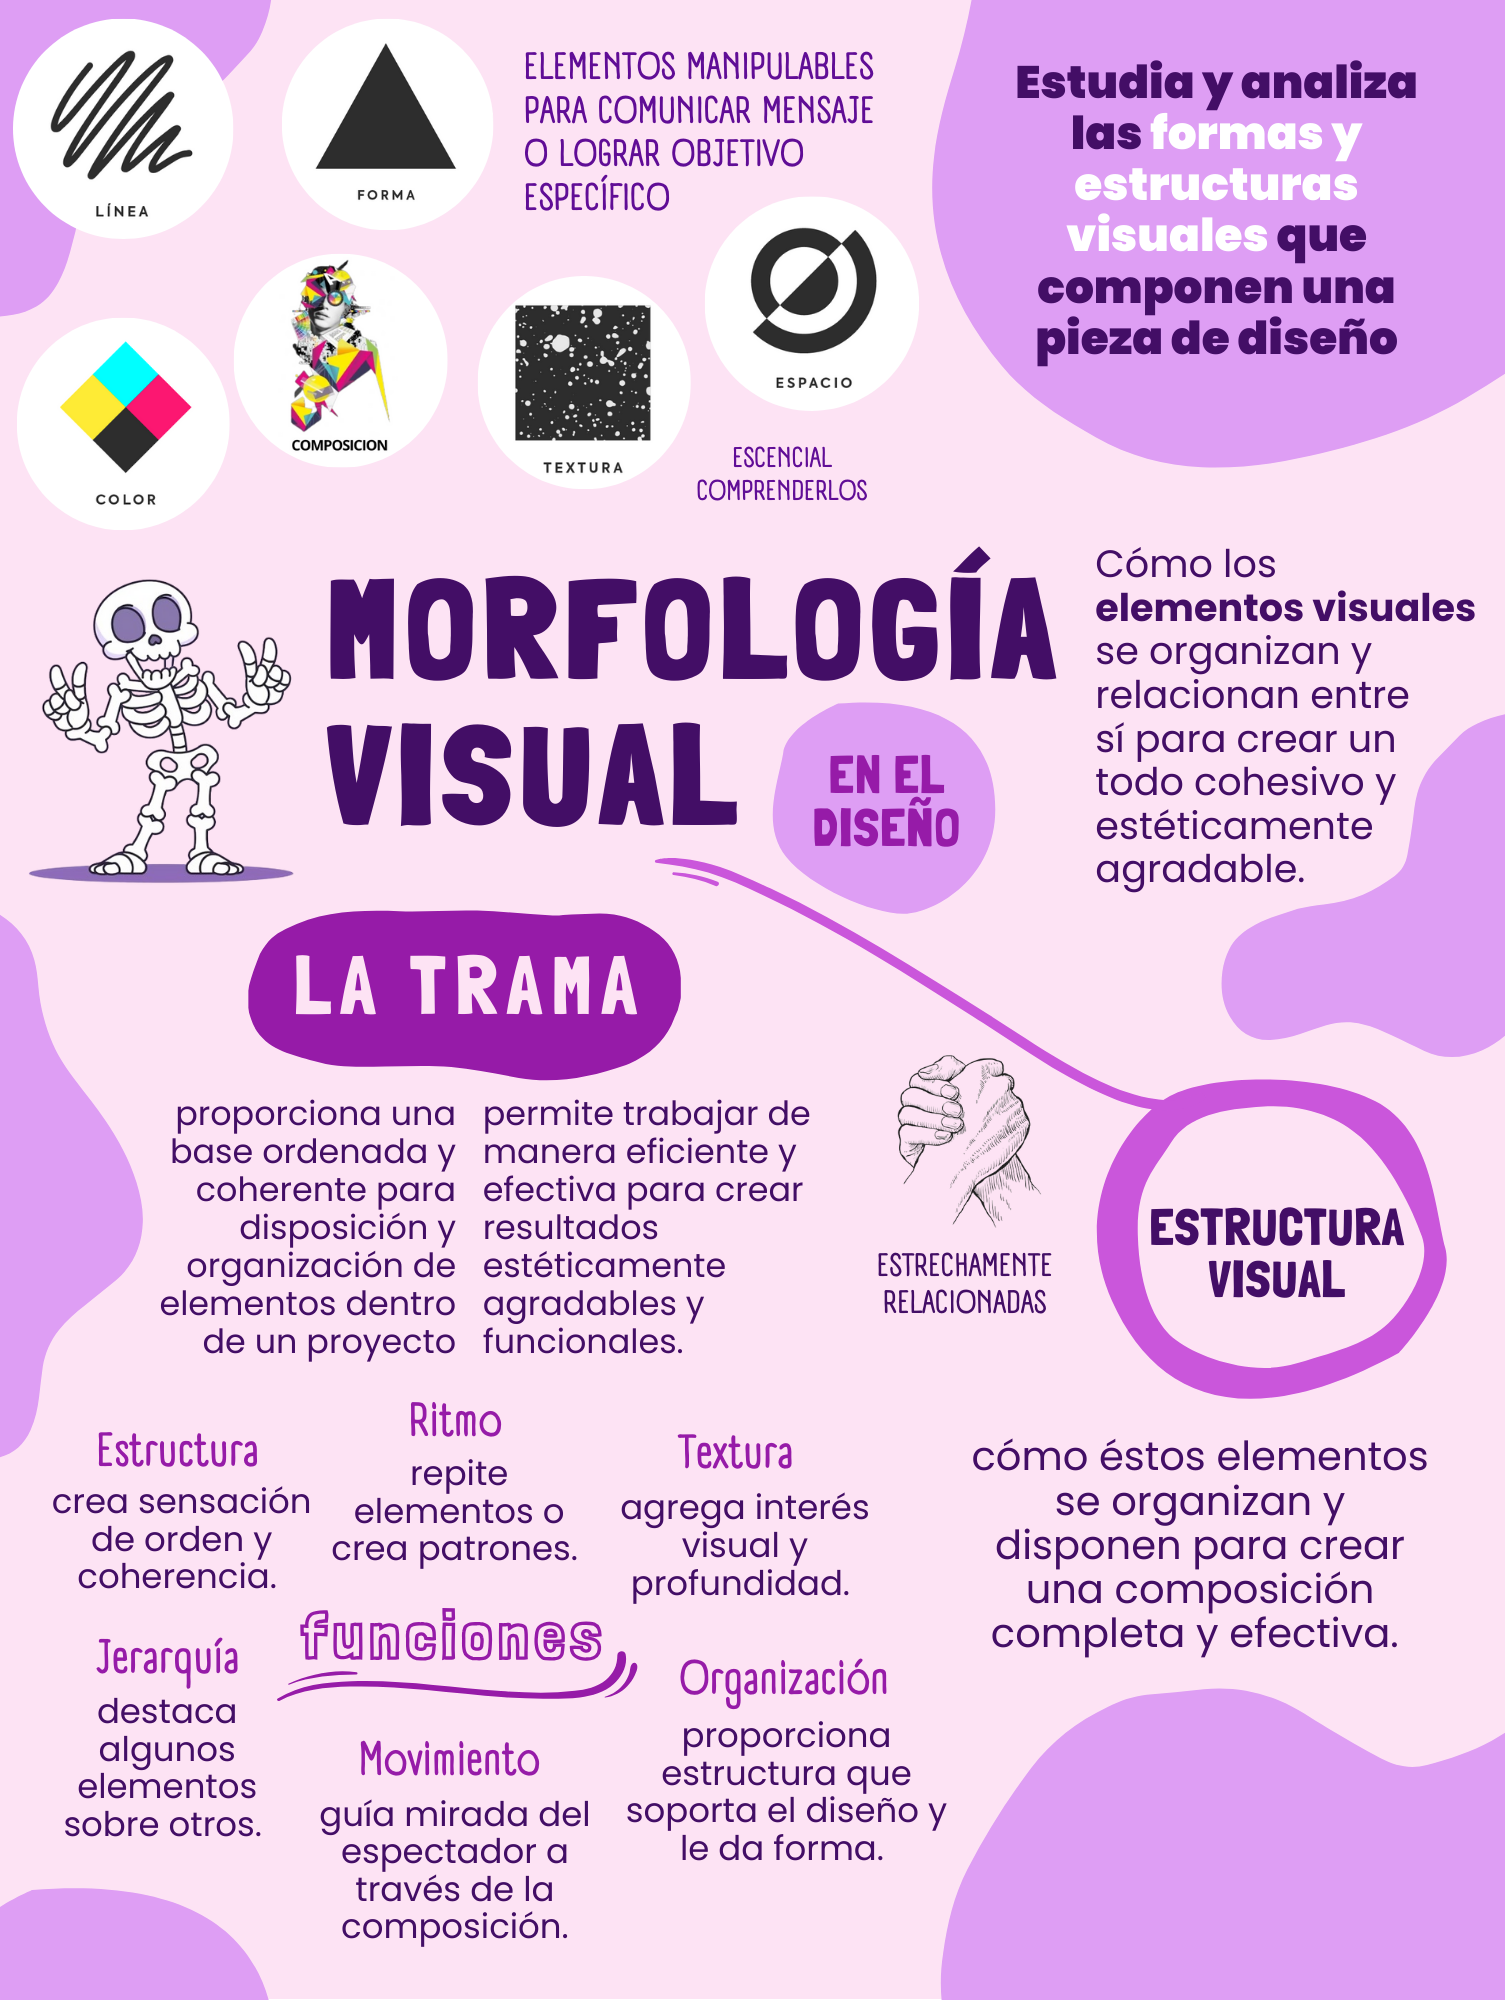 LÍNEA
FORMA
ELEMENTOS MANIPULABLES
PARA COMUNICAR MENSAJE
O LOGRAR OBJETIVO
ESPECÍFICO
Estudia y analiza
las formas y
estructuras
visuales que
componen una
pieza de diseño
COLOR
COMPOSICION
TEXTURA
ESPACIO
ESCENCIAL
COMPRENDERLOS
MORFOLOGÍA
VISUAL
EN EL
DISEÑO
Cómo los
elementos visuales
se organizan y
relacionan entre
sí para crear un
todo cohesivo y
estéticamente
agradable.
LA TRAMA
proporciona una
base ordenada y
coherente para
disposición y
organización de
elementos dentro
de un proyecto
permite trabajar de
manera eficiente y
efectiva para crear
resultados
estéticamente
agradables y
funcionales.
ESTRECHAMENTE
RELACIONADAS
ESTRUCTURA
VISUAL
cómo éstos elementos
se organizan y
disponen para crear
una composición
completa y efectiva.
Estructura
crea sensación
de orden y
coherencia.
Ritmo
repite
elementos o
crea patrones.
Textura
agrega interés
visual y
profundidad.
funciones
Jerarquía
destaca
algunos
elementos
sobre otros.
Movimiento
guía mirada del
espectador a
través de la
composición.
Organización
proporciona
estructura que
soporta el diseño y
le da forma.